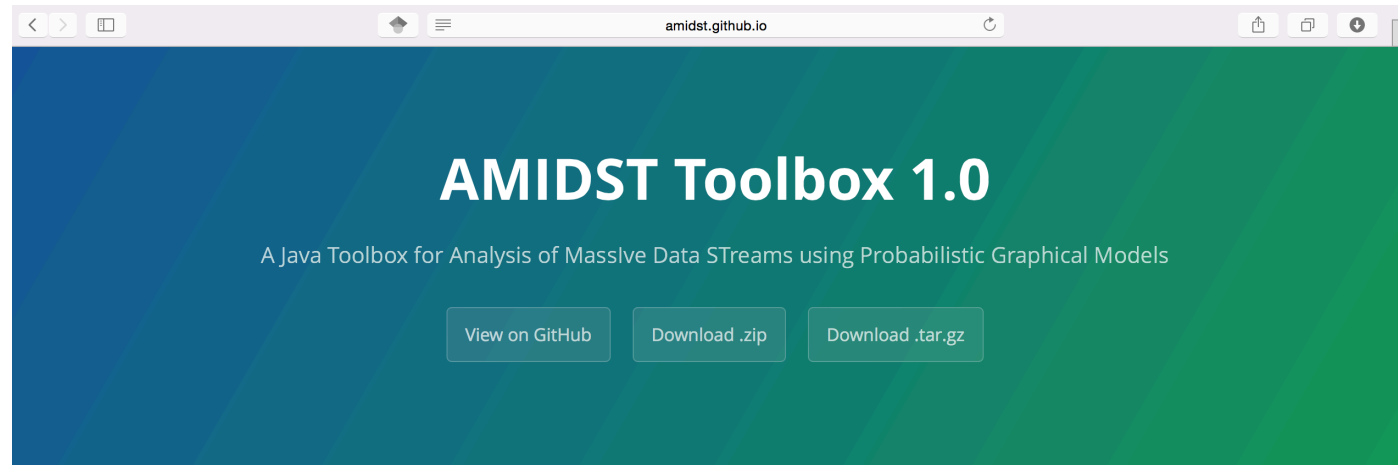 amidst.github.io
AMIDST Toolbox 1.0
A Java Toolbox for Analysis of MassIve Data STreams using Probabilistic Graphical Models
View on GitHub
Download .zip
Download .tar.gz